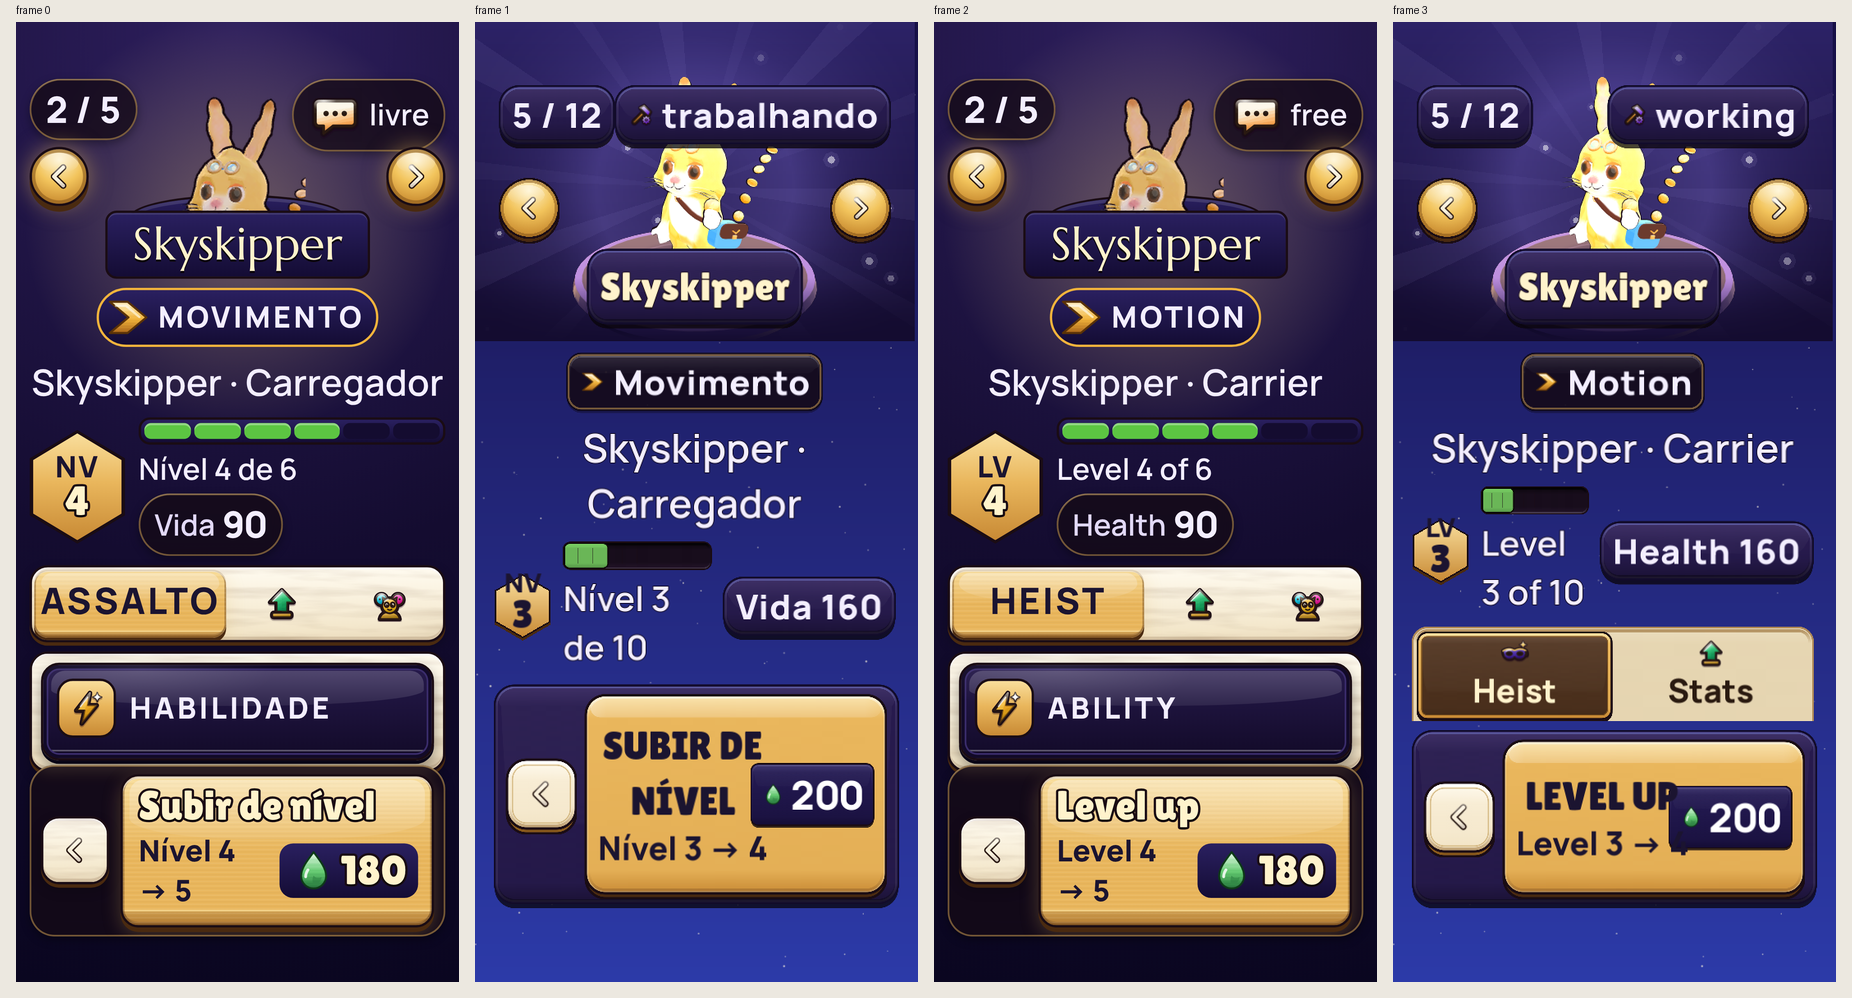 frame 0
2 / 5
livre
Skyskipper
MOVIMENTO
Skyskipper · Carregador
NV
4
Nível 4 de 6
Vida 90
ASSALTO
HABILIDADE
Subir de nível
Nível 4
→ 5
180
frame 1
5 / 12
trabalhando
Skyskipper
Movimento
Skyskipper ·
Carregador
NV
3
Nível 3
de 10
Vida 160
SUBIR DE
NÍVEL
200
Nível 3 → 4
frame 2
2 / 5
free
Skyskipper
MOTION
Skyskipper · Carrier
LV
4
Level 4 of 6
Health 90
HEIST
ABILITY
Level up
Level 4
→ 5
180
frame 3
5 / 12
working
Skyskipper
Motion
Skyskipper · Carrier
LV
3
Level
3 of 10
Health 160
Heist
Stats
LEVEL UP
200
Level 3 → 4